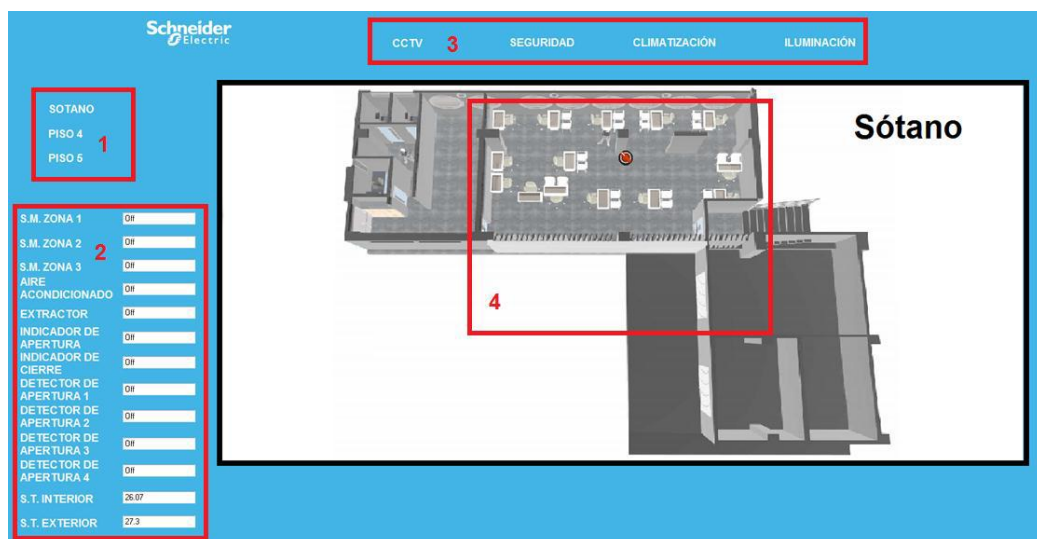 Schneider
Electric
CCTV 3 SEGURIDAD CLIMATIZACIÓN ILUMINACIÓN
SOTANO
PISO 4
1
PISO 5
Sótano
S.M. ZONA 1 Off
S.M. ZONA 2 Off
2
S.M. ZONA 3 Off
AIRE
ACONDICIONADO Off
EXTRACTOR Off
INDICADOR DE
APERTURA Off
INDICADOR DE
CIERRE Off
DETECTOR DE
APERTURA 1 Off
DETECTOR DE
APERTURA 2 Off
DETECTOR DE
APERTURA 3 Off
DETECTOR DE
APERTURA 4 Off
S.T. INTERIOR 26.07
S.T. EXTERIOR 27.3
4